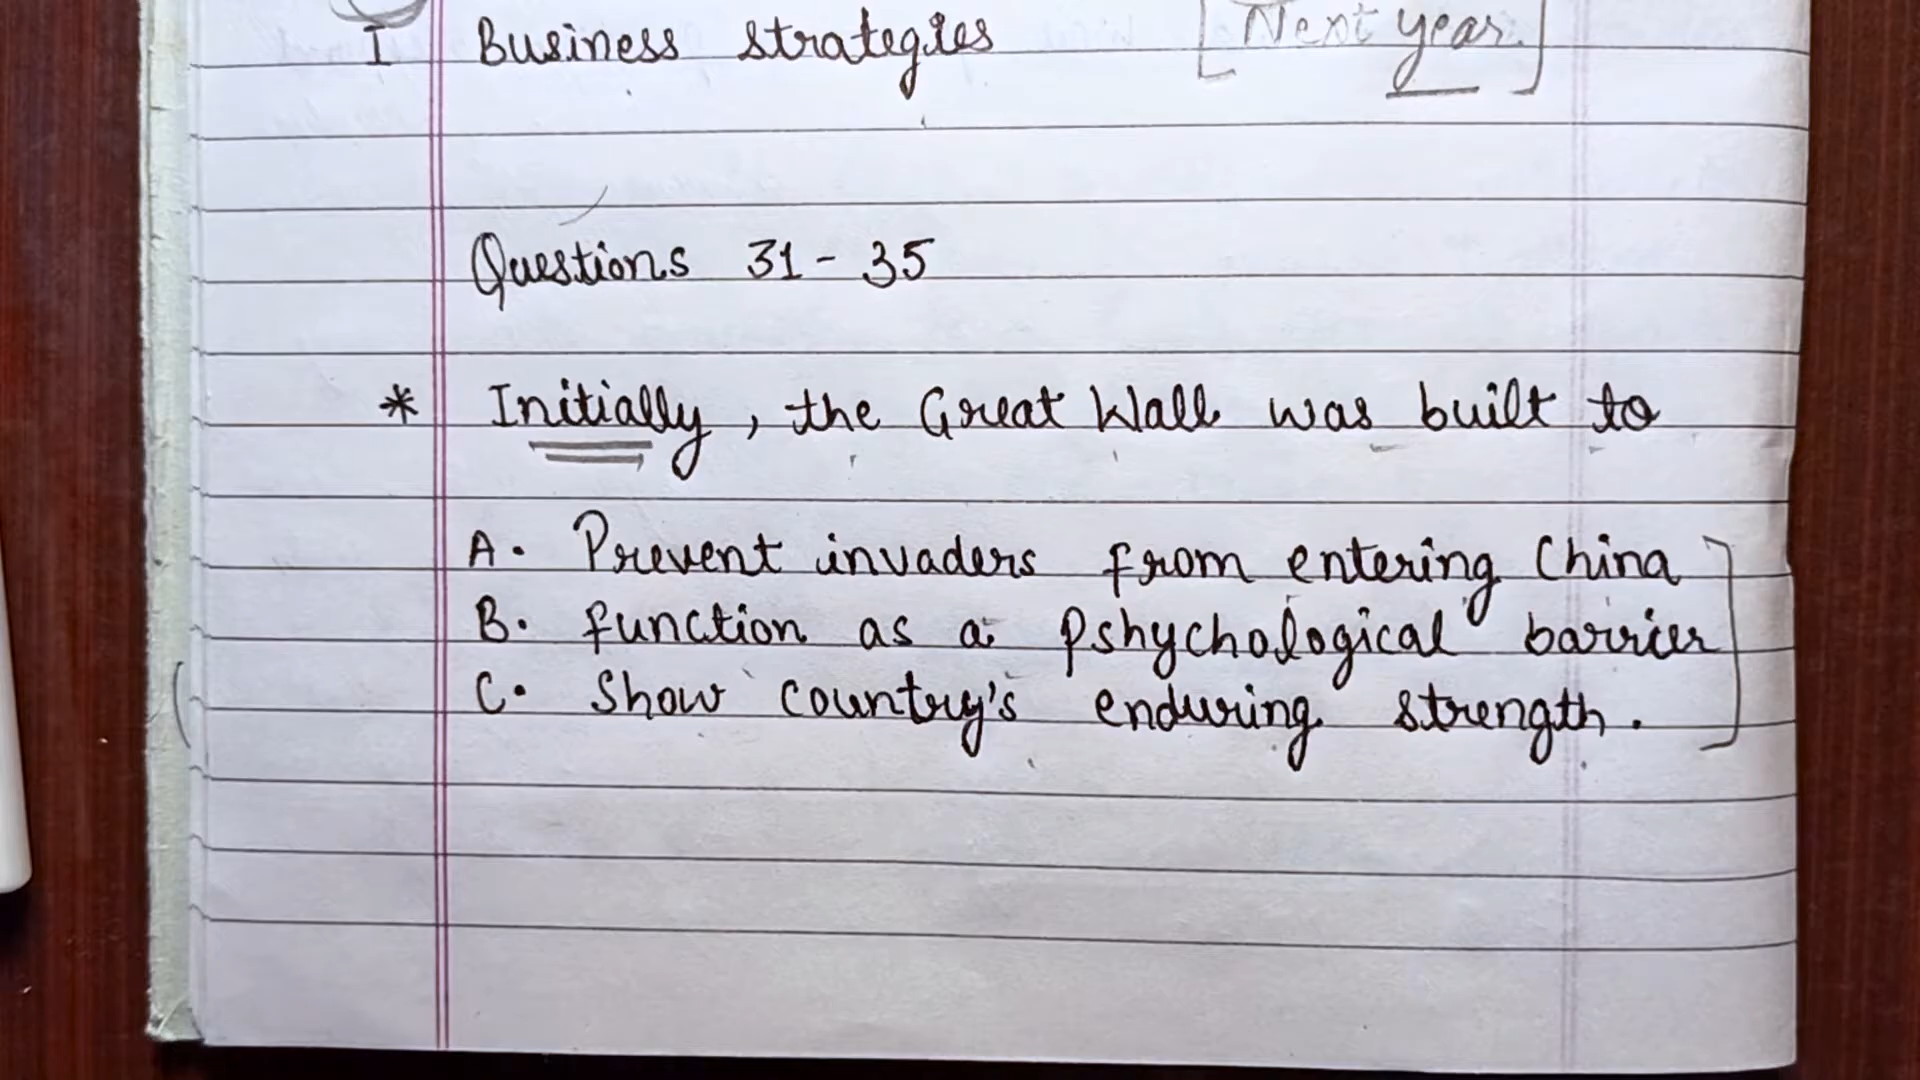 I Business strategies [Next year.]
Questions 31 - 35
* Initially, the Great Wall was built to
A. Prevent invaders from entering China
B. function as a pshychological barrier
C. Show country's enduring strength.